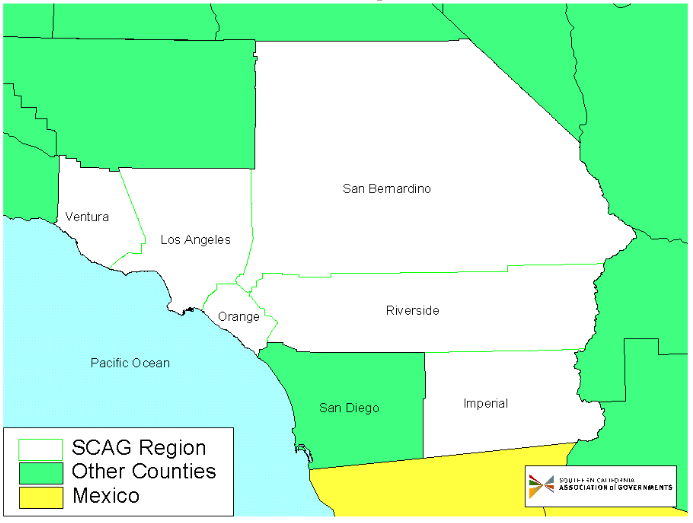 San Bernardino
Ventura
Los Angeles
Orange
Riverside
Pacific Ocean
San Diego
Imperial
SCAG Region
Other Counties
Mexico
SOUTHERN CALIFORNIA
ASSOCIATION of GOVERNMENTS